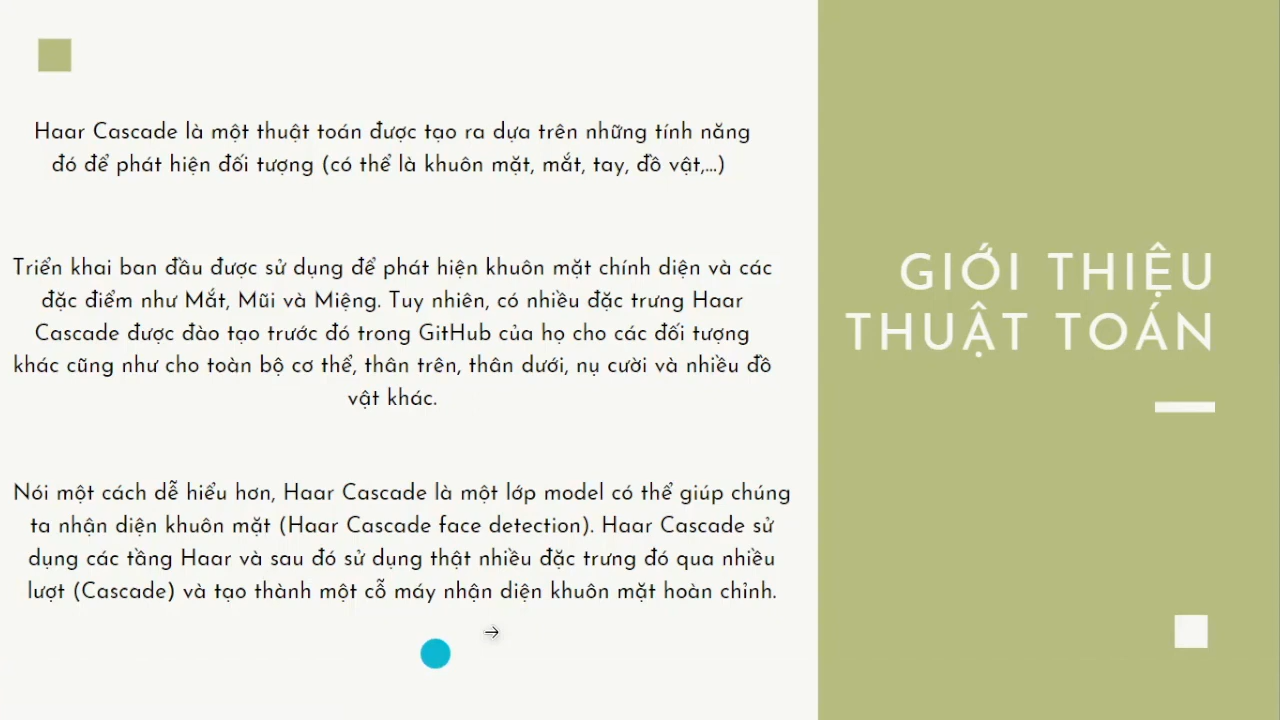 Haar Cascade là một thuật toán được tạo ra dựa trên những tính năng
đó để phát hiện đối tượng (có thể là khuôn mặt, mắt, tay, đồ vật,...)
Triển khai ban đầu được sử dụng để phát hiện khuôn mặt chính diện và các
đặc điểm như Mắt, Mũi và Miệng. Tuy nhiên, có nhiều đặc trưng Haar
Cascade được đào tạo trước đó trong GitHub của họ cho các đối tượng
khác cũng như cho toàn bộ cơ thể, thân trên, thân dưới, nụ cười và nhiều đồ
vật khác.
Nói một cách dễ hiểu hơn, Haar Cascade là một lớp model có thể giúp chúng
ta nhận diện khuôn mặt (Haar Cascade face detection). Haar Cascade sử
dụng các tầng Haar và sau đó sử dụng thật nhiều đặc trưng đó qua nhiều
lượt (Cascade) và tạo thành một cỗ máy nhận diện khuôn mặt hoàn chỉnh.
GIỚI THIỆU
THUẬT TOÁN